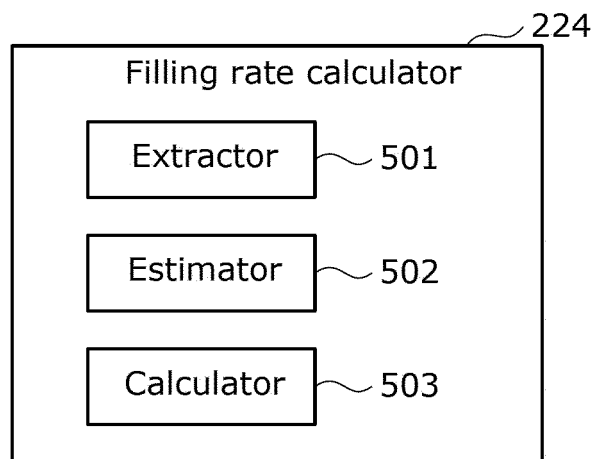 224
Filling rate calculator
Extractor 501
Estimator 502
Calculator 503